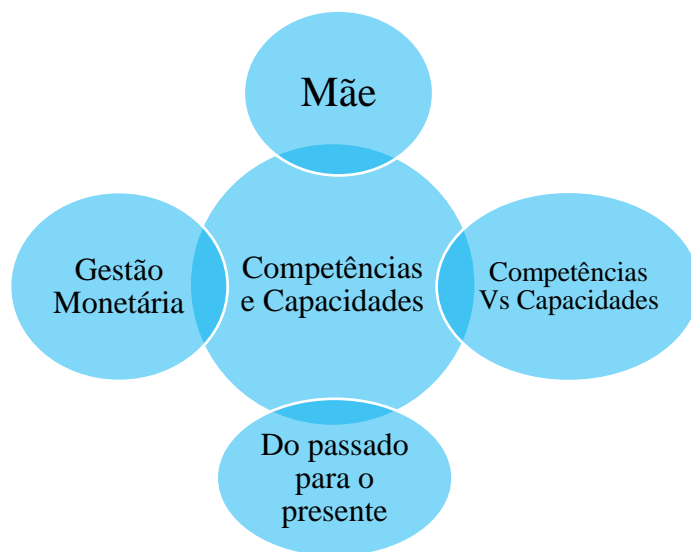 Mãe
Gestão
Monetária
Competências
e Capacidades
Competências
Vs Capacidades
Do passado
para o
presente